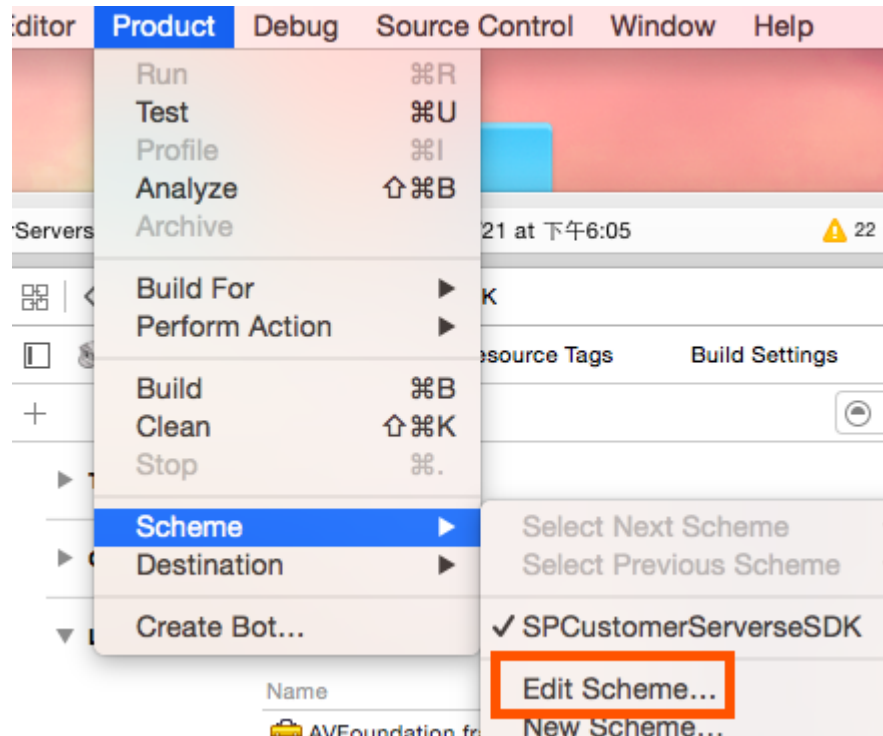 ditor Product Debug Source Control Window Help
Run ⌘R
Test ⌘U
Profile ⌘I
Analyze ⇧⌘B
Servers Archive 21 at 下午6:05 22
Build For K
Perform Action
source Tags Build Settings
Build ⌘B
Clean ⇧⌘K
Stop ⌘.
Scheme
Select Next Scheme
Destination
Select Previous Scheme
Create Bot...
✓ SPCustomerServerseSDK
Edit Scheme...
Name
New Scheme...
AVFoundation fr